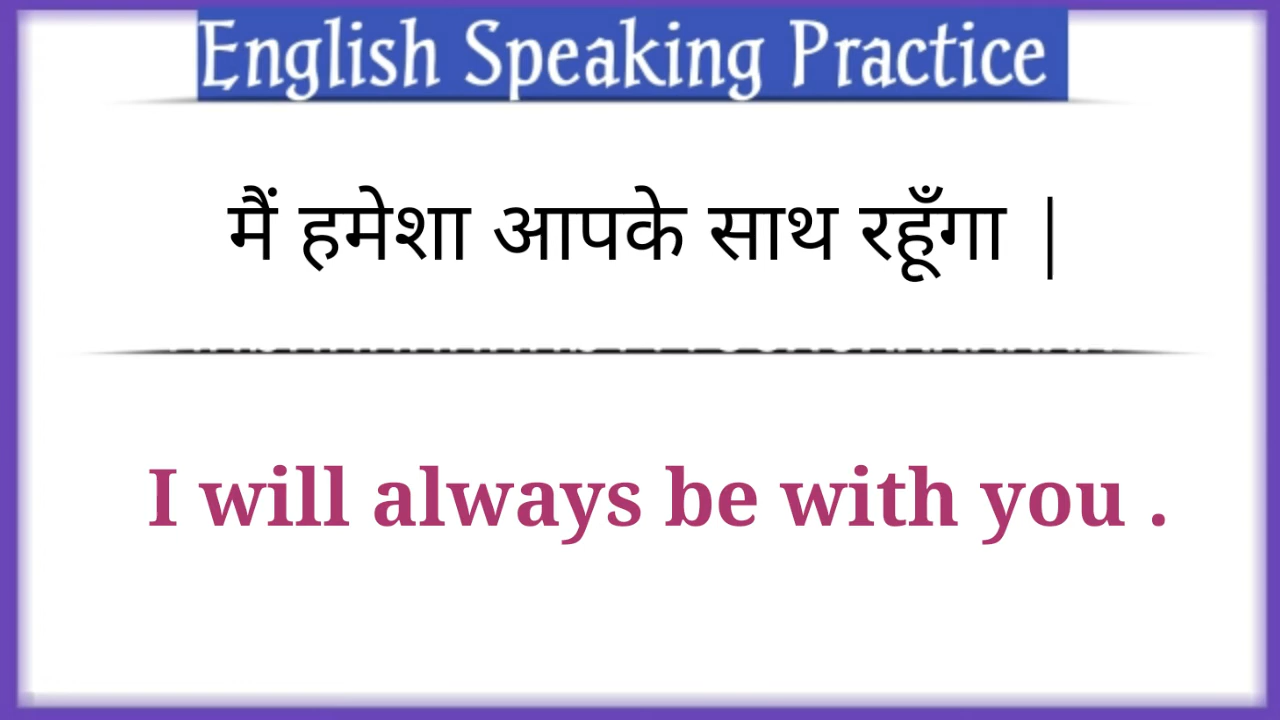 English Speaking Practice
मैं हमेशा आपके साथ रहूँगा |
I will always be with you .